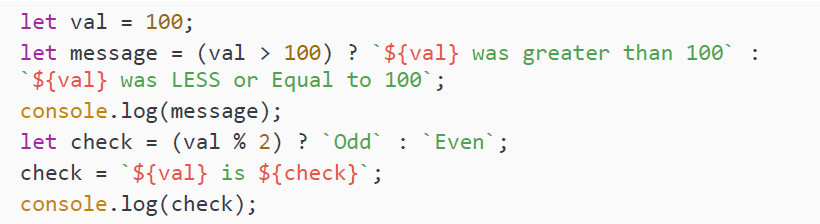 let val = 100;
let message = (val > 100) ? `${val} was greater than 100` :
`${val} was LESS or Equal to 100`;
console.log(message);
let check = (val % 2) ? `Odd` : `Even`;
check = `${val} is ${check}`;
console.log(check);